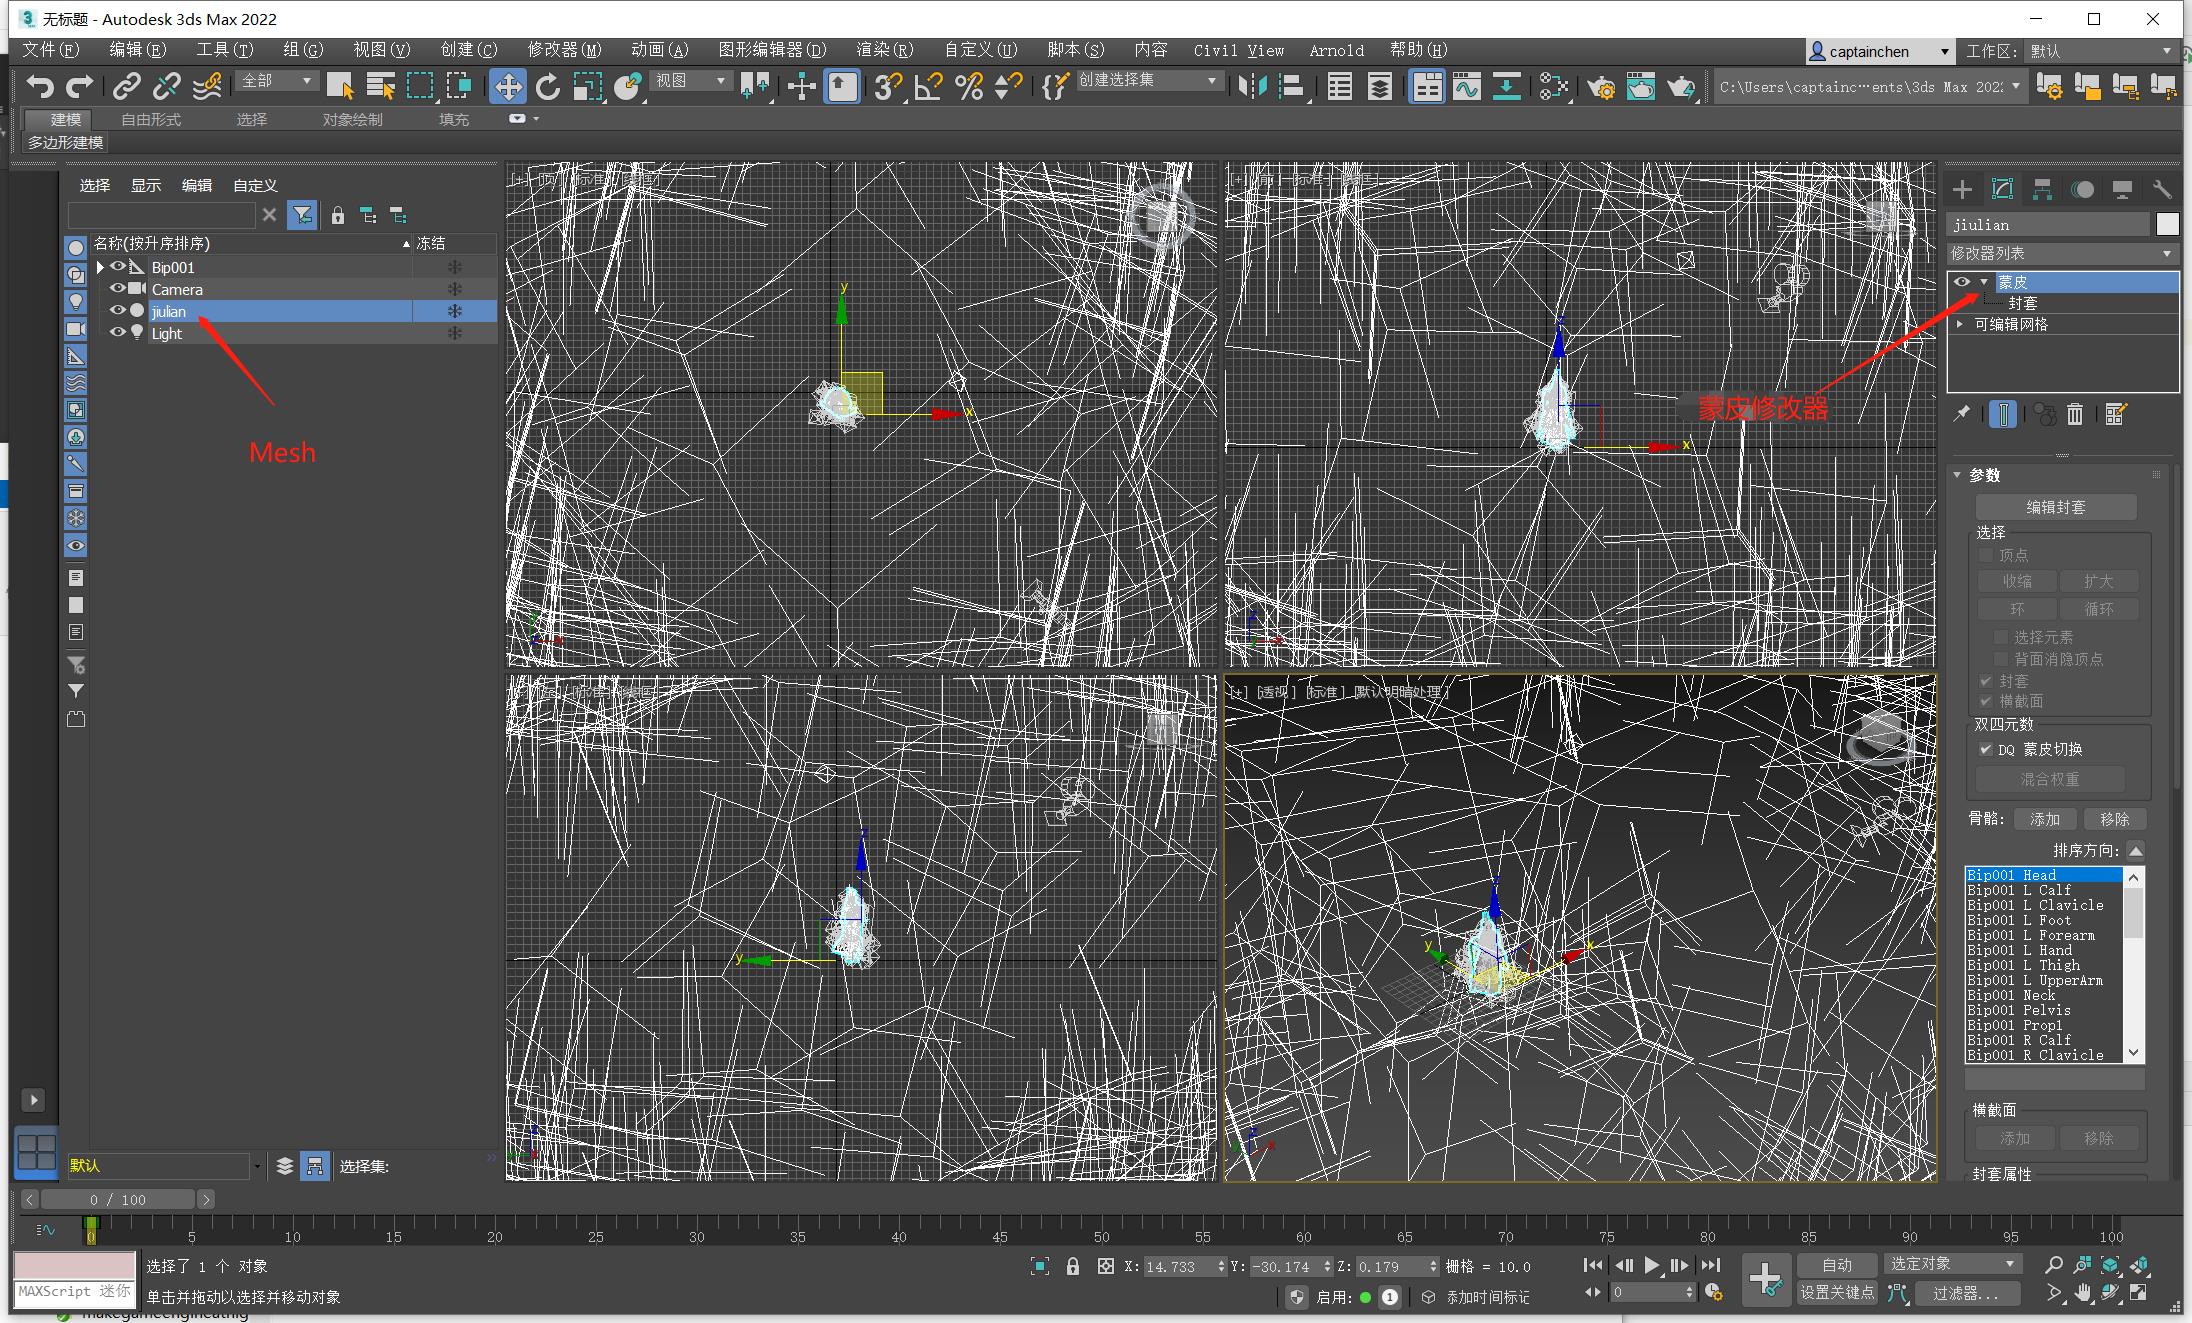 无标题 - Autodesk 3ds Max 2022
文件(F) 编辑(E) 工具(T) 组(G) 视图(V) 创建(C) 修改器(M) 动画(A) 图形编辑器(D) 渲染(R) 自定义(U) 脚本(S) 内容 Civil View Arnold 帮助(H) captainchen 工作区: 默认
全部 视图 创建选择集 C:\Users\captainc…ents\3ds Max 202
建模 自由形式 选择 对象绘制 填充
多边形建模
选择 显示 编辑 自定义
名称(按升序排序) 冻结
Bip001
Camera
jiulian
Light
Mesh
[+] [透视] [标准] [默认明暗处理]
蒙皮修改器
jiulian
修改器列表
蒙皮
封套
可编辑网格
参数
编辑封套
选择
顶点
收缩 扩大
环 循环
选择元素
背面消隐顶点
封套
横截面
双四元数
DQ 蒙皮切换
混合权重
骨骼: 添加 移除
排序方向:
Bip001 Head
Bip001 L Calf
Bip001 L Clavicle
Bip001 L Foot
Bip001 L Forearm
Bip001 L Hand
Bip001 L Thigh
Bip001 L UpperArm
Bip001 Neck
Bip001 Pelvis
Bip001 Prop1
Bip001 R Calf
Bip001 R Clavicle
横截面
添加 移除
封套属性
默认 选择集:
0 / 100
0 5 10 15 20 25 30 35 40 45 50 55 60 65 70 75 80 85 90 95 100
选择了 1 个 对象 X: 14.733 Y: -30.174 Z: 0.179 栅格 = 10.0 自动 选定对象
MAXScript 迷你 单击并拖动以选择并移动对象 启用: 1 添加时间标记 0 设置关键点 过滤器...